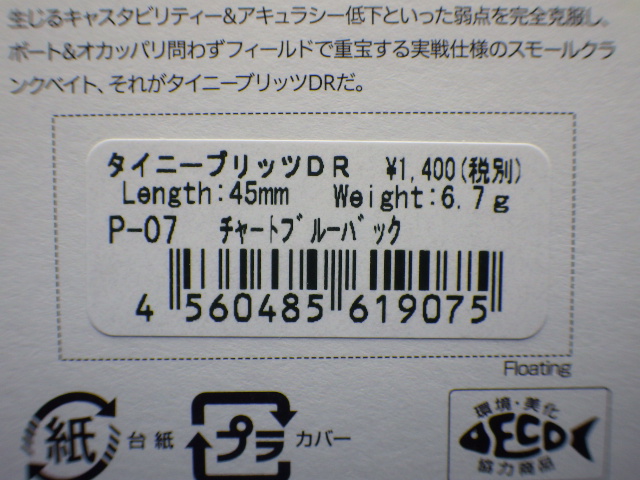 生じるキャスタビリティー&アキュラシー低下といった弱点を完全克服し、
ボート&オカッパリ問わずフィールドで重宝する実戦仕様のスモールクラ
ンクベイト、それがタイニーブリッツDRだ。
タイニーブリッツDR ¥1,400(税別)
Length:45mm Weight:6.7g
P-07 チャートブルーバック
4 560485 619075
Floating
紙 台紙 プラ カバー
環境・美化
DECO
協力商品